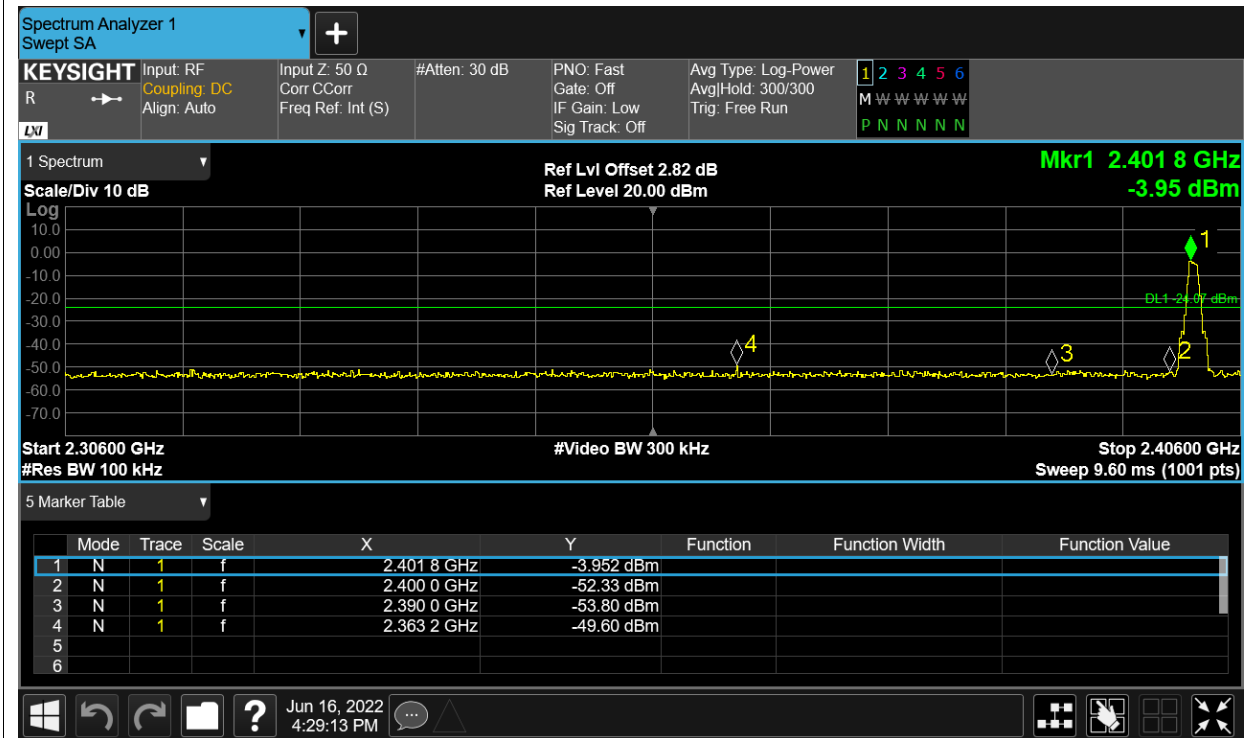 Spectrum Analyzer 1
Swept SA
+
KEYSIGHT
R
LXI
Input: RF
Coupling: DC
Align: Auto
Input Z: 50 Ω
Corr CCorr
Freq Ref: Int (S)
#Atten: 30 dB
PNO: Fast
Gate: Off
IF Gain: Low
Sig Track: Off
Avg Type: Log-Power
Avg|Hold: 300/300
Trig: Free Run
1 2 3 4 5 6
M W W W W W
P N N N N N
1 Spectrum
Scale/Div 10 dB
Ref Lvl Offset 2.82 dB
Ref Level 20.00 dBm
Mkr1 2.401 8 GHz
-3.95 dBm
Log
10.0
0.00
-10.0
-20.0
-30.0
-40.0
-50.0
-60.0
-70.0
1
DL1 -24.07 dBm
4
3
2
Start 2.30600 GHz
#Res BW 100 kHz
#Video BW 300 kHz
Stop 2.40600 GHz
Sweep 9.60 ms (1001 pts)
5 Marker Table
Mode Trace Scale X Y Function Function Width Function Value
1 N 1 f 2.401 8 GHz -3.952 dBm
2 N 1 f 2.400 0 GHz -52.33 dBm
3 N 1 f 2.390 0 GHz -53.80 dBm
4 N 1 f 2.363 2 GHz -49.60 dBm
5
6
?
Jun 16, 2022
4:29:13 PM